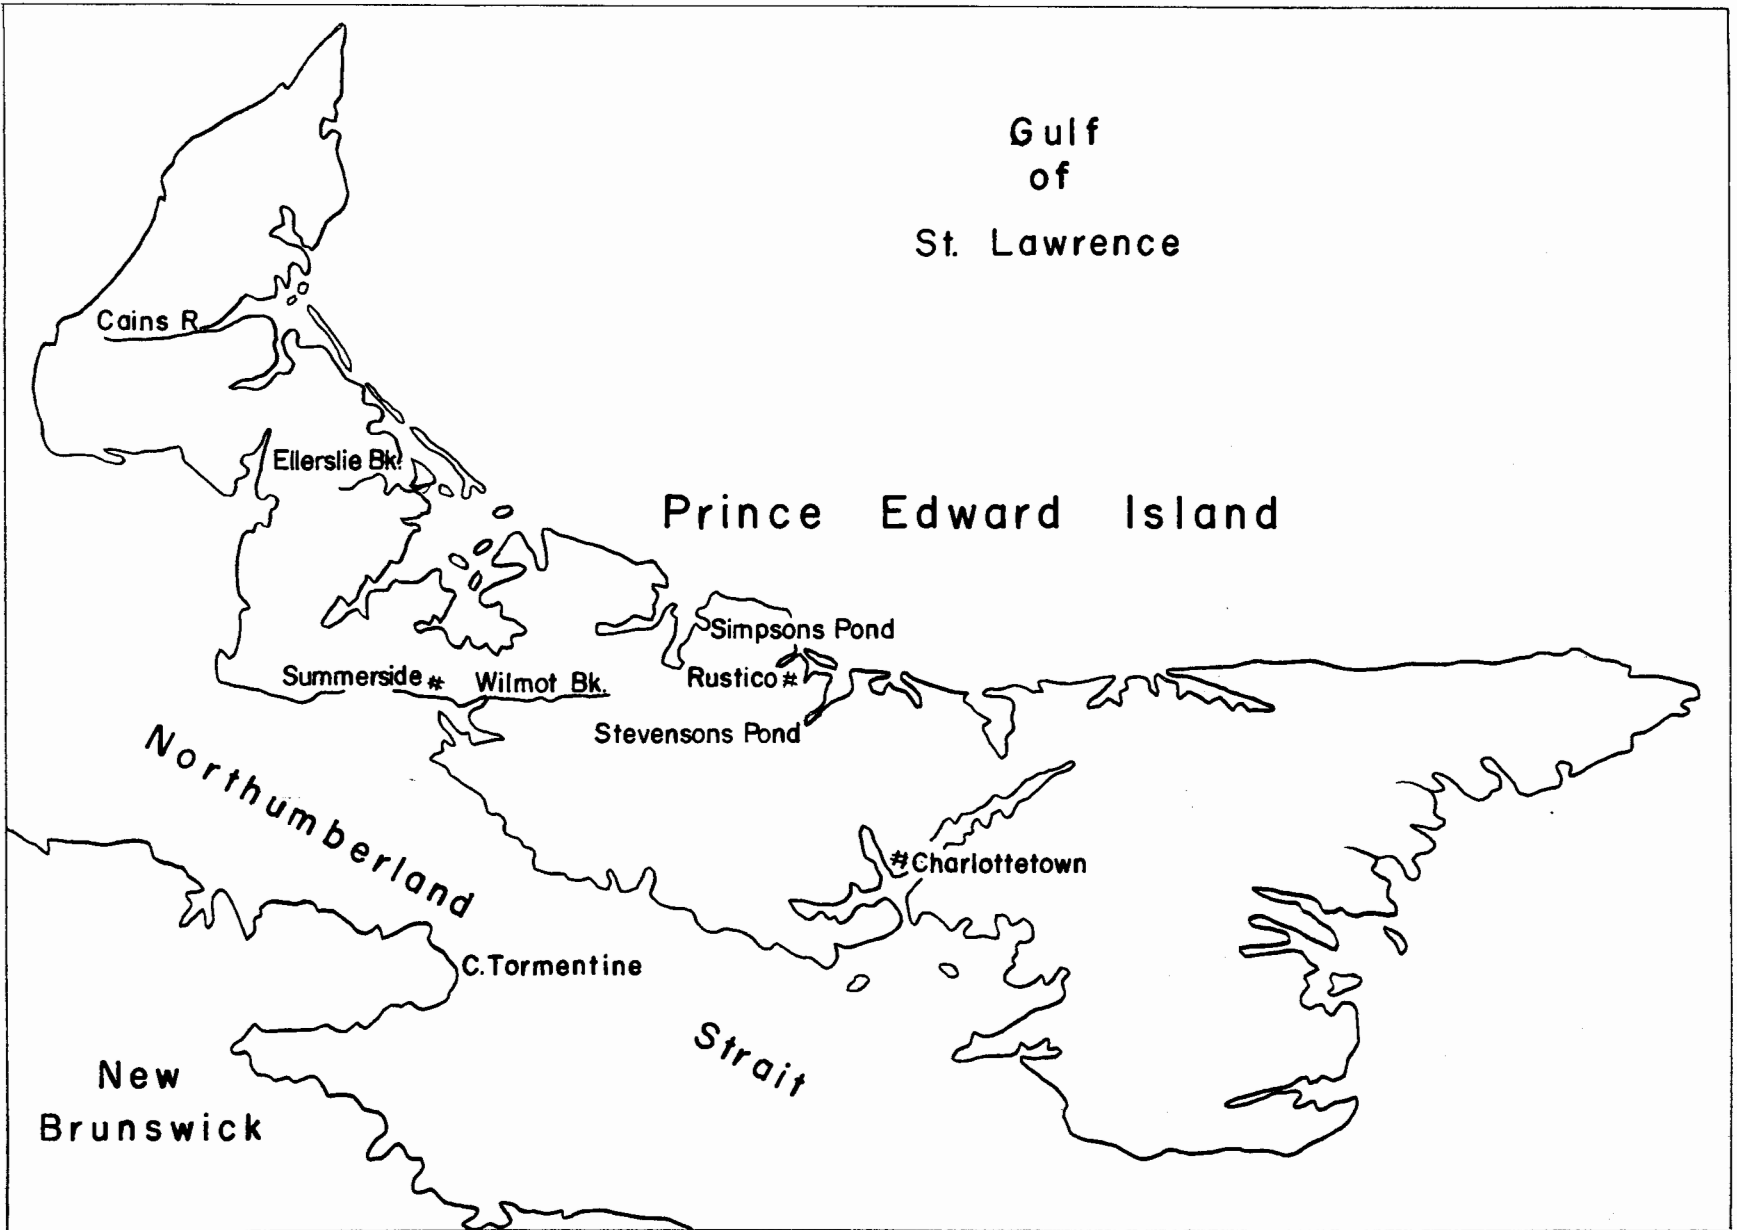 Gulf
of
St. Lawrence
Cains R.
Ellerslie Bk.
Prince Edward Island
Simpsons Pond
Summerside #
Wilmot Bk.
Rustico #
Stevensons Pond
Northumberland
# Charlottetown
C. Tormentine
Strait
New
Brunswick